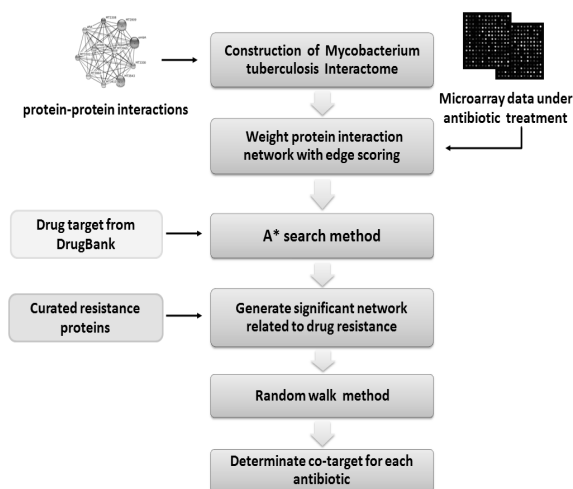 Construction of Mycobacterium
tuberculosis Interactome
protein-protein interactions
Microarray data under
antibiotic treatment
Weight protein interaction
network with edge scoring
Drug target from
DrugBank
A* search method
Curated resistance
proteins
Generate significant network
related to drug resistance
Random walk method
Determinate co-target for each
antibiotic